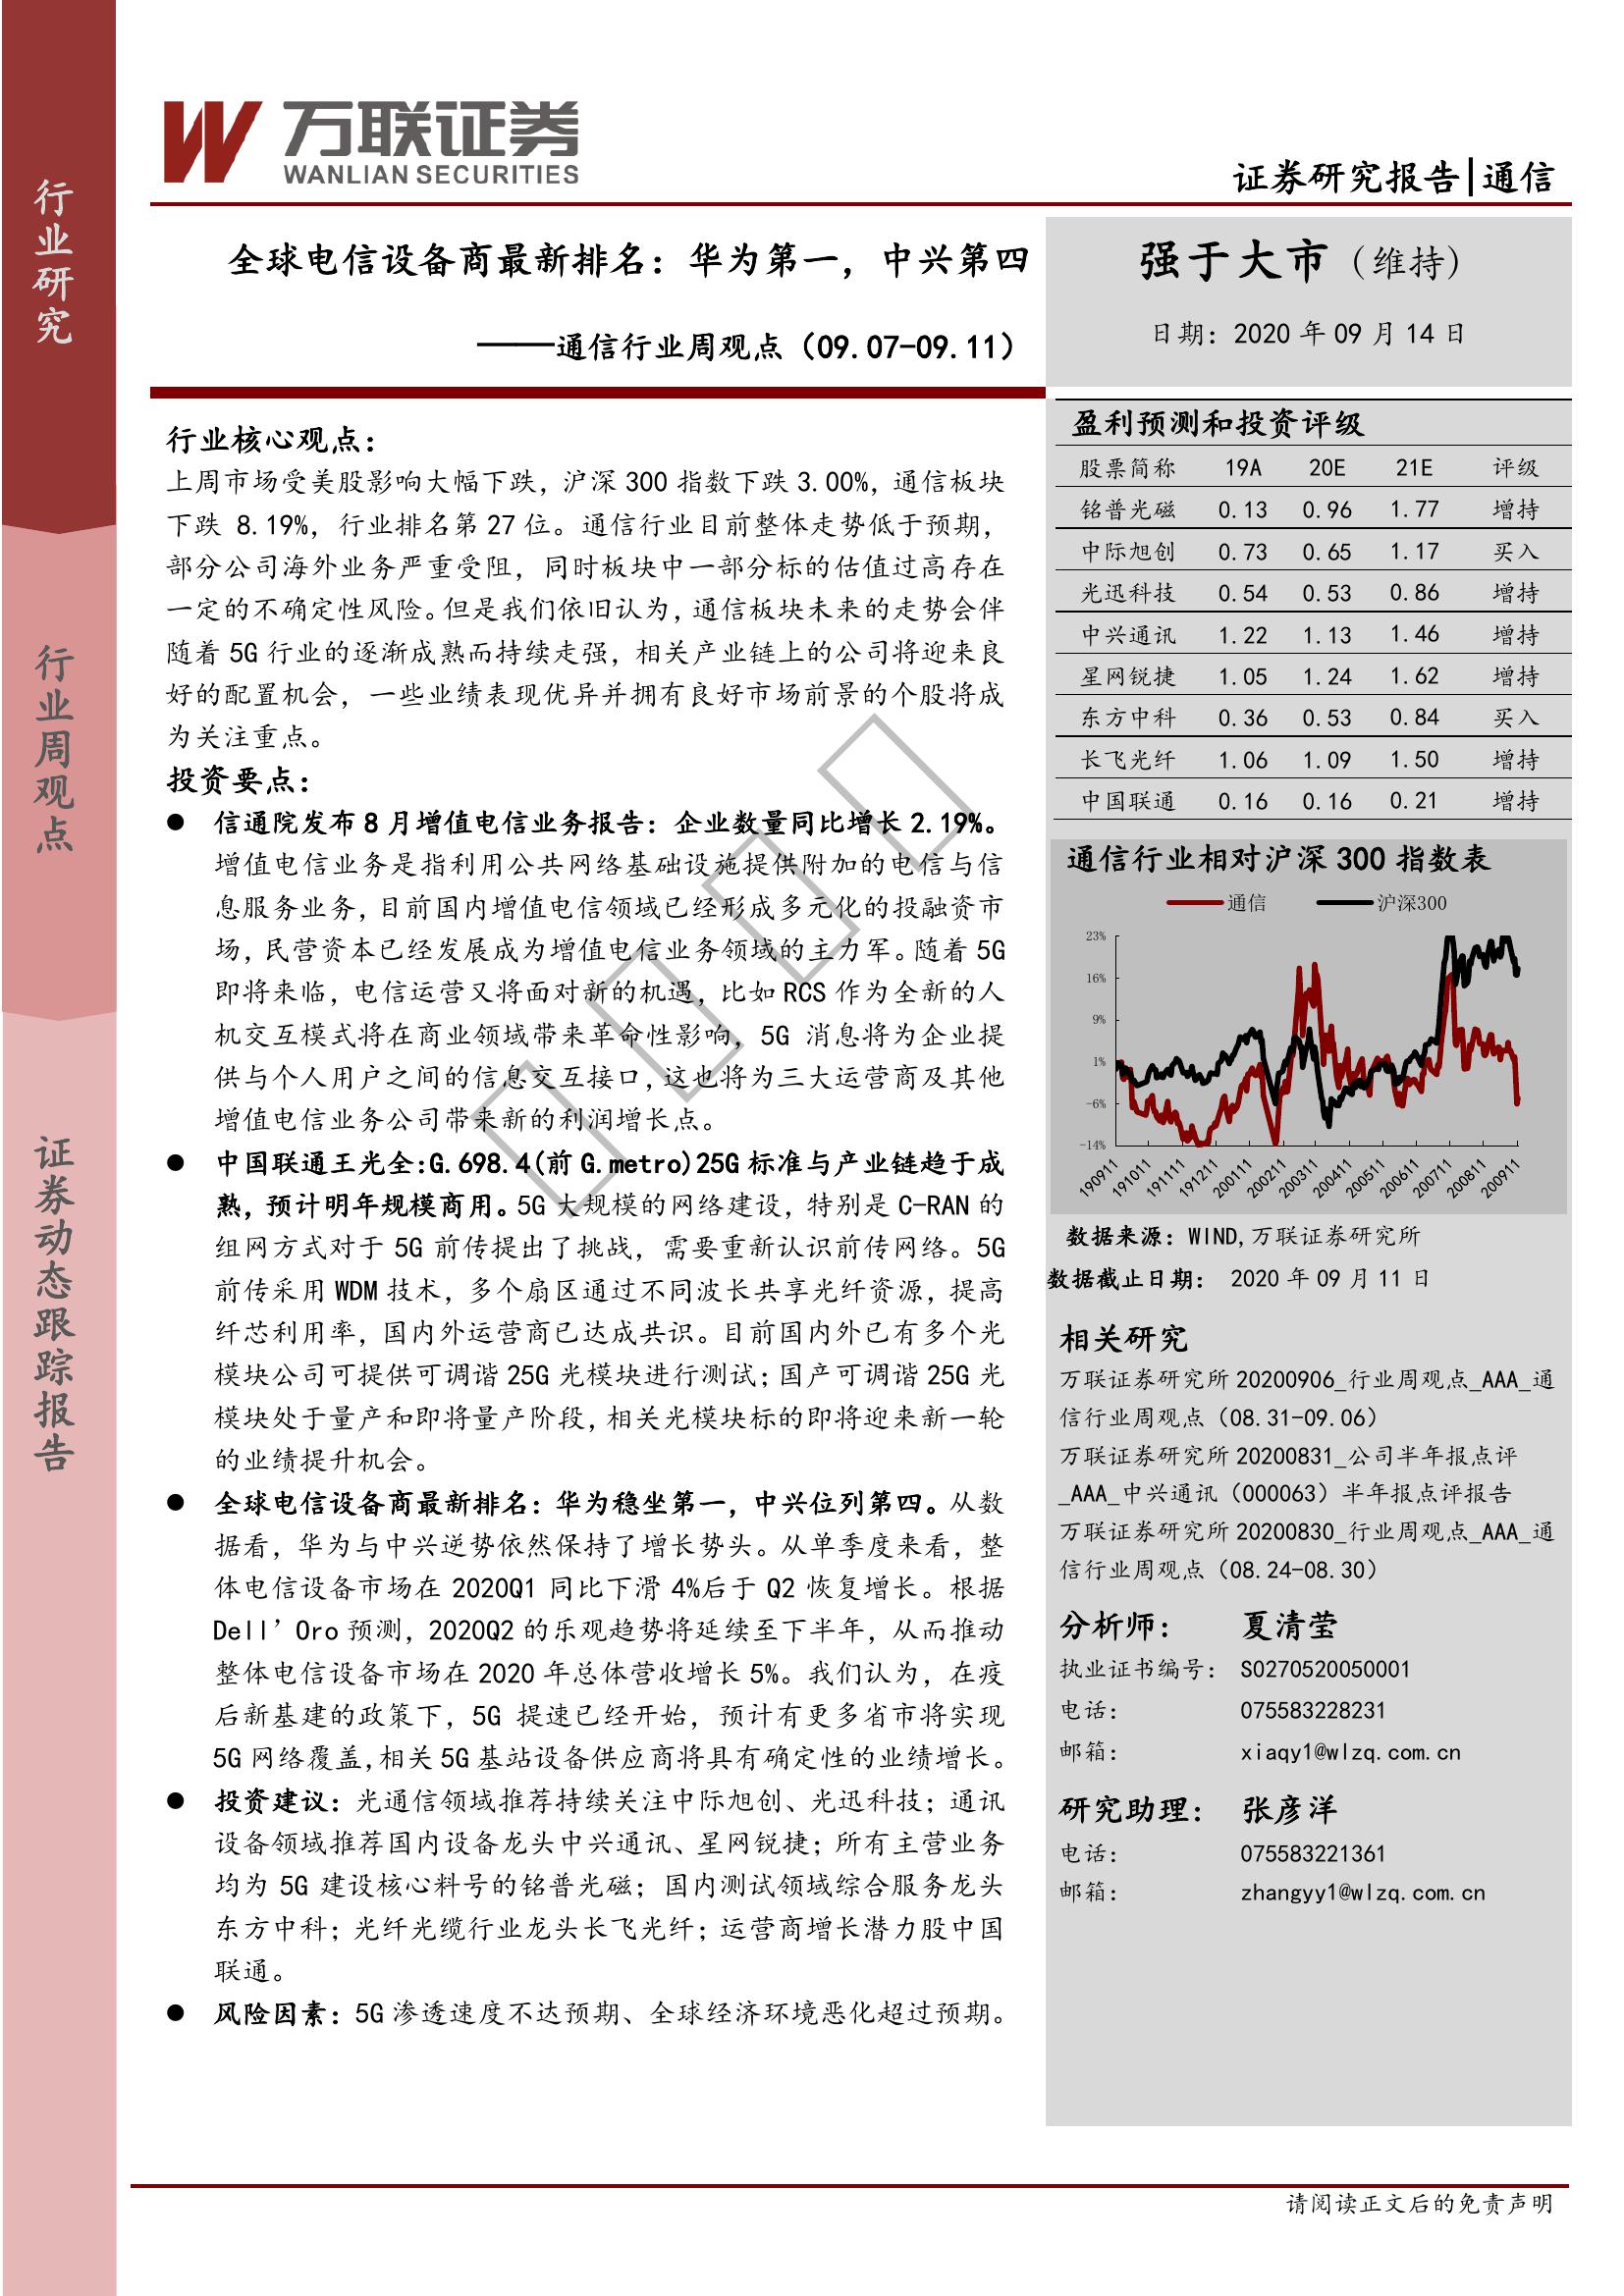 行业研究
行业周观点
证券动态跟踪报告
万联证券
WANLIAN SECURITIES
证券研究报告|通信
全球电信设备商最新排名：华为第一，中兴第四
——通信行业周观点（09.07-09.11）
强于大市（维持）
日期：2020 年 09 月 14 日
行业核心观点：
上周市场受美股影响大幅下跌，沪深 300 指数下跌 3.00%，通信板块
下跌 8.19%，行业排名第 27 位。通信行业目前整体走势低于预期，
部分公司海外业务严重受阻，同时板块中一部分标的估值过高存在
一定的不确定性风险。但是我们依旧认为，通信板块未来的走势会伴
随着 5G 行业的逐渐成熟而持续走强，相关产业链上的公司将迎来良
好的配置机会，一些业绩表现优异并拥有良好市场前景的个股将成
为关注重点。
投资要点：
● 信通院发布 8 月增值电信业务报告：企业数量同比增长 2.19%。
增值电信业务是指利用公共网络基础设施提供附加的电信与信
息服务业务，目前国内增值电信领域已经形成多元化的投融资市
场，民营资本已经发展成为增值电信业务领域的主力军。随着 5G
即将来临，电信运营又将面对新的机遇，比如 RCS 作为全新的人
机交互模式将在商业领域带来革命性影响，5G 消息将为企业提
供与个人用户之间的信息交互接口，这也将为三大运营商及其他
增值电信业务公司带来新的利润增长点。
● 中国联通王光全:G.698.4(前 G.metro)25G 标准与产业链趋于成
熟，预计明年规模商用。5G 大规模的网络建设，特别是 C-RAN 的
组网方式对于 5G 前传提出了挑战，需要重新认识前传网络。5G
前传采用 WDM 技术，多个扇区通过不同波长共享光纤资源，提高
纤芯利用率，国内外运营商已达成共识。目前国内外已有多个光
模块公司可提供可调谐 25G 光模块进行测试；国产可调谐 25G 光
模块处于量产和即将量产阶段，相关光模块标的即将迎来新一轮
的业绩提升机会。
● 全球电信设备商最新排名：华为稳坐第一，中兴位列第四。从数
据看，华为与中兴逆势依然保持了增长势头。从单季度来看，整
体电信设备市场在 2020Q1 同比下滑 4%后于 Q2 恢复增长。根据
Dell’Oro 预测，2020Q2 的乐观趋势将延续至下半年，从而推动
整体电信设备市场在 2020 年总体营收增长 5%。我们认为，在疫
后新基建的政策下，5G 提速已经开始，预计有更多省市将实现
5G 网络覆盖，相关 5G 基站设备供应商将具有确定性的业绩增长。
● 投资建议：光通信领域推荐持续关注中际旭创、光迅科技；通讯
设备领域推荐国内设备龙头中兴通讯、星网锐捷；所有主营业务
均为 5G 建设核心料号的铭普光磁；国内测试领域综合服务龙头
东方中科；光纤光缆行业龙头长飞光纤；运营商增长潜力股中国
联通。
● 风险因素：5G 渗透速度不达预期、全球经济环境恶化超过预期。
盈利预测和投资评级
股票简称 19A 20E 21E 评级
铭普光磁 0.13 0.96 1.77 增持
中际旭创 0.73 0.65 1.17 买入
光迅科技 0.54 0.53 0.86 增持
中兴通讯 1.22 1.13 1.46 增持
星网锐捷 1.05 1.24 1.62 增持
东方中科 0.36 0.53 0.84 买入
长飞光纤 1.06 1.09 1.50 增持
中国联通 0.16 0.16 0.21 增持
通信行业相对沪深 300 指数表
通信 沪深300
23%
16%
9%
1%
-6%
-14%
190911 191011 191111 191211 200111 200211 200311 200411 200511 200611 200711 200811 200911
数据来源：WIND,万联证券研究所
数据截止日期： 2020 年 09 月 11 日
相关研究
万联证券研究所 20200906_行业周观点_AAA_通
信行业周观点（08.31-09.06）
万联证券研究所 20200831_公司半年报点评
_AAA_中兴通讯（000063）半年报点评报告
万联证券研究所 20200830_行业周观点_AAA_通
信行业周观点（08.24-08.30）
分析师： 夏清莹
执业证书编号： S0270520050001
电话： 075583228231
邮箱： xiaqy1@wlzq.com.cn
研究助理： 张彦洋
电话： 075583221361
邮箱： zhangyy1@wlzq.com.cn
请阅读正文后的免责声明